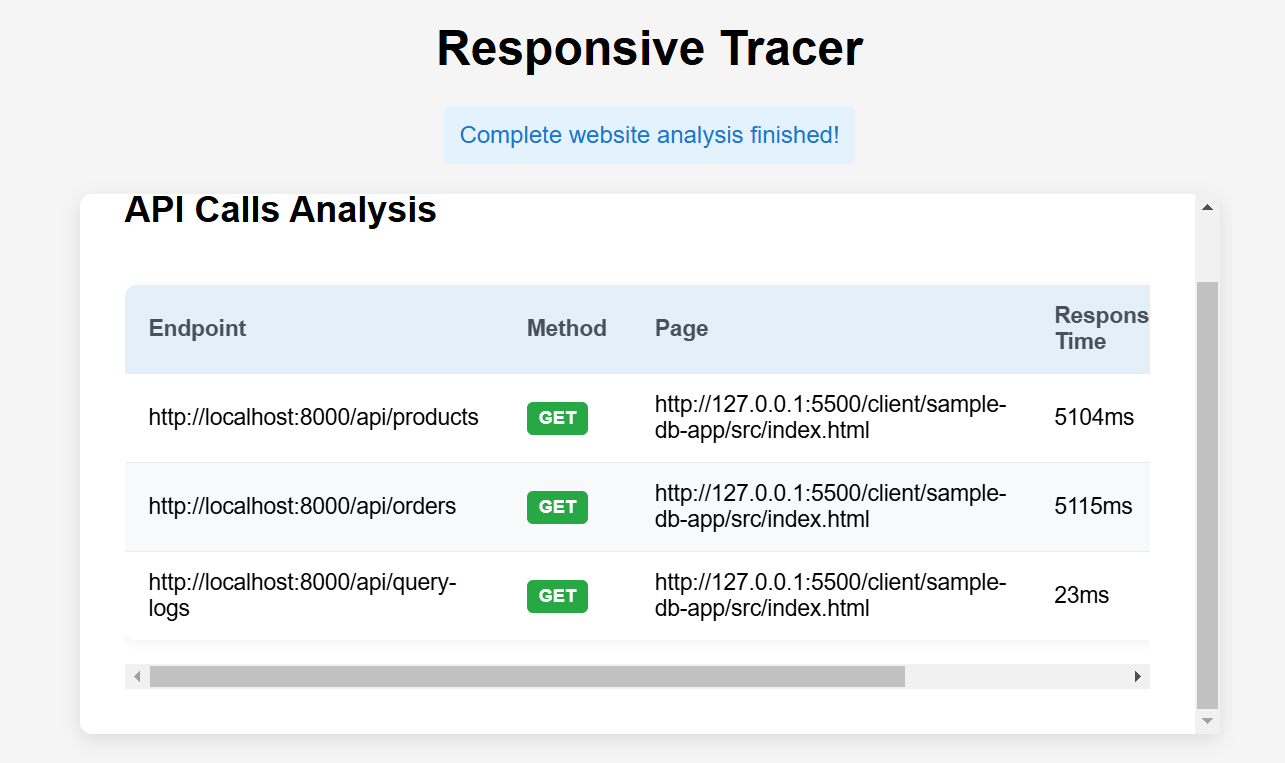 Responsive Tracer
Complete website analysis finished!
API Calls Analysis
Endpoint Method Page Respons
Time
http://localhost:8000/api/products GET http://127.0.0.1:5500/client/sample-
db-app/src/index.html 5104ms
http://localhost:8000/api/orders GET http://127.0.0.1:5500/client/sample-
db-app/src/index.html 5115ms
http://localhost:8000/api/query-
logs GET http://127.0.0.1:5500/client/sample-
db-app/src/index.html 23ms